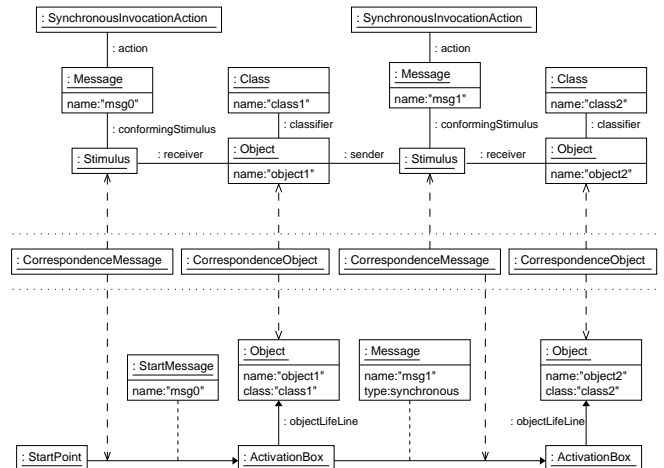 : SynchronousInvocationAction
: SynchronousInvocationAction
: action
: action
: Message
name:"msg0"
: Class
name:"class1"
: Message
name:"msg1"
: Class
name:"class2"
: conformingStimulus
: classifier
: conformingStimulus
: classifier
: Stimulus
: receiver
: Object
name:"object1"
: sender
: Stimulus
: receiver
: Object
name:"object2"
: CorrespondenceMessage
: CorrespondenceObject
: CorrespondenceMessage
: CorrespondenceObject
: StartMessage
name:"msg0"
: Object
name:"object1"
class:"class1"
: Message
name:"msg1"
type:synchronous
: Object
name:"object2"
class:"class2"
: objectLifeLine
: objectLifeLine
: StartPoint
: ActivationBox
: ActivationBox